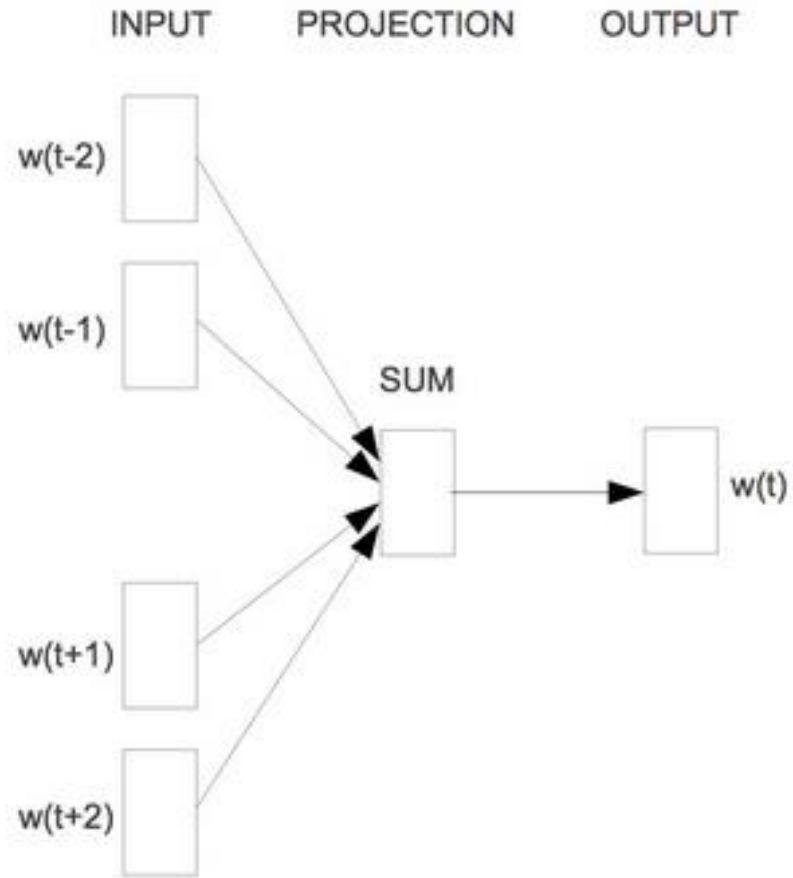 INPUT PROJECTION OUTPUT
w(t-2)
w(t-1)
SUM
w(t)
w(t+1)
w(t+2)